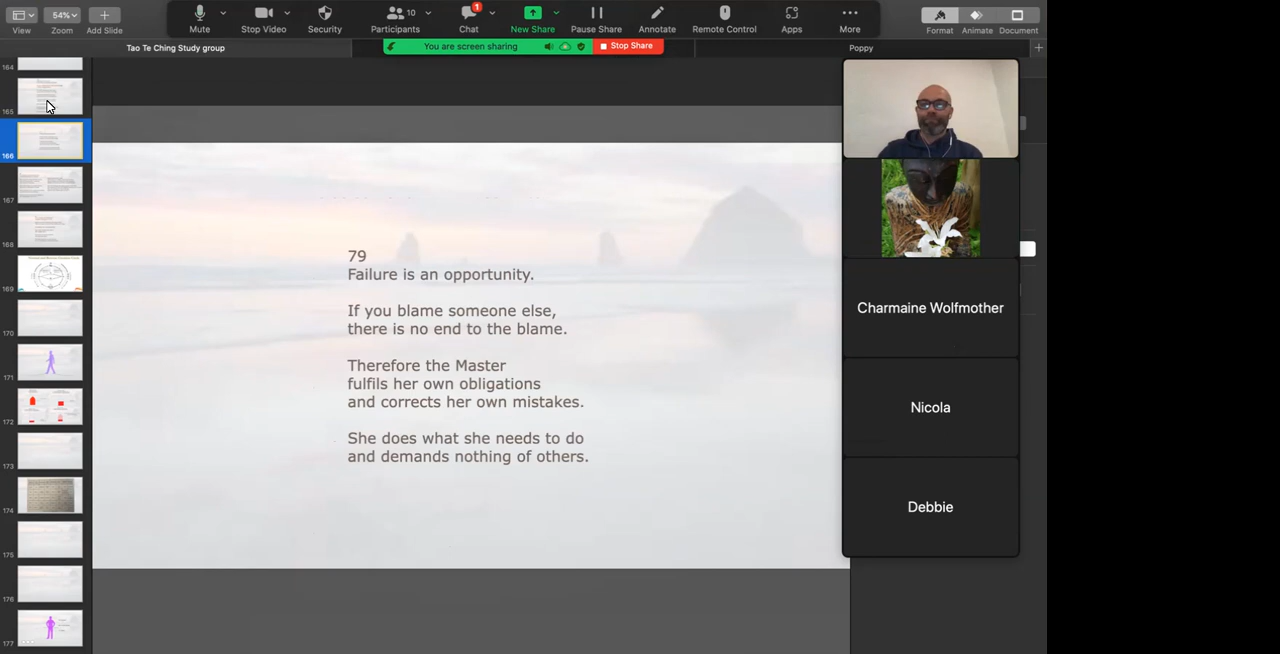 54%
View
Zoom
Add Slide
Mute
Stop Video
Security
10
Participants
1
Chat
New Share
Pause Share
Annotate
Remote Control
Apps
More
Format
Animate
Document
Tao Te Ching Study group
You are screen sharing
Stop Share
Poppy
164
165
166
167
168
169
170
171
172
173
174
175
176
177
79
Failure is an opportunity.
If you blame someone else,
there is no end to the blame.
Therefore the Master
fulfils her own obligations
and corrects her own mistakes.
She does what she needs to do
and demands nothing of others.
Charmaine Wolfmother
Nicola
Debbie